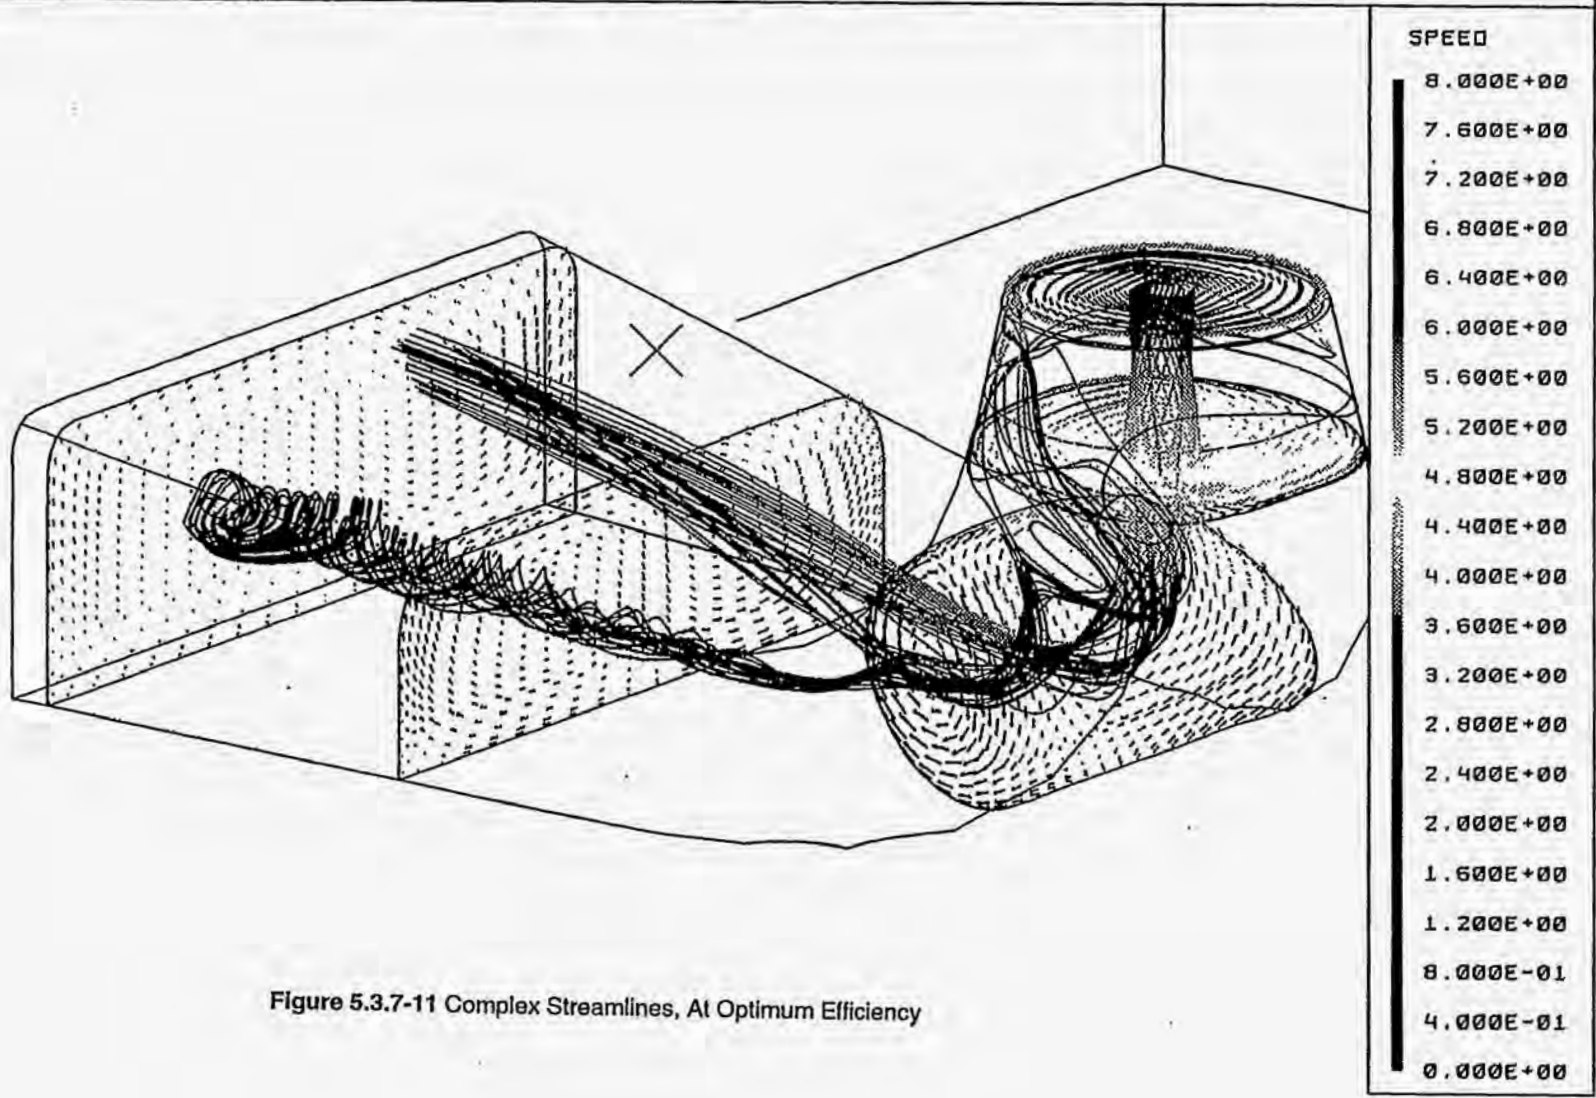 SPEED
8.000E+00
7.600E+00
7.200E+00
6.800E+00
6.400E+00
6.000E+00
5.600E+00
5.200E+00
4.800E+00
4.400E+00
4.000E+00
3.600E+00
3.200E+00
2.800E+00
2.400E+00
2.000E+00
1.600E+00
1.200E+00
8.000E-01
4.000E-01
0.000E+00
Figure 5.3.7-11 Complex Streamlines, At Optimum Efficiency